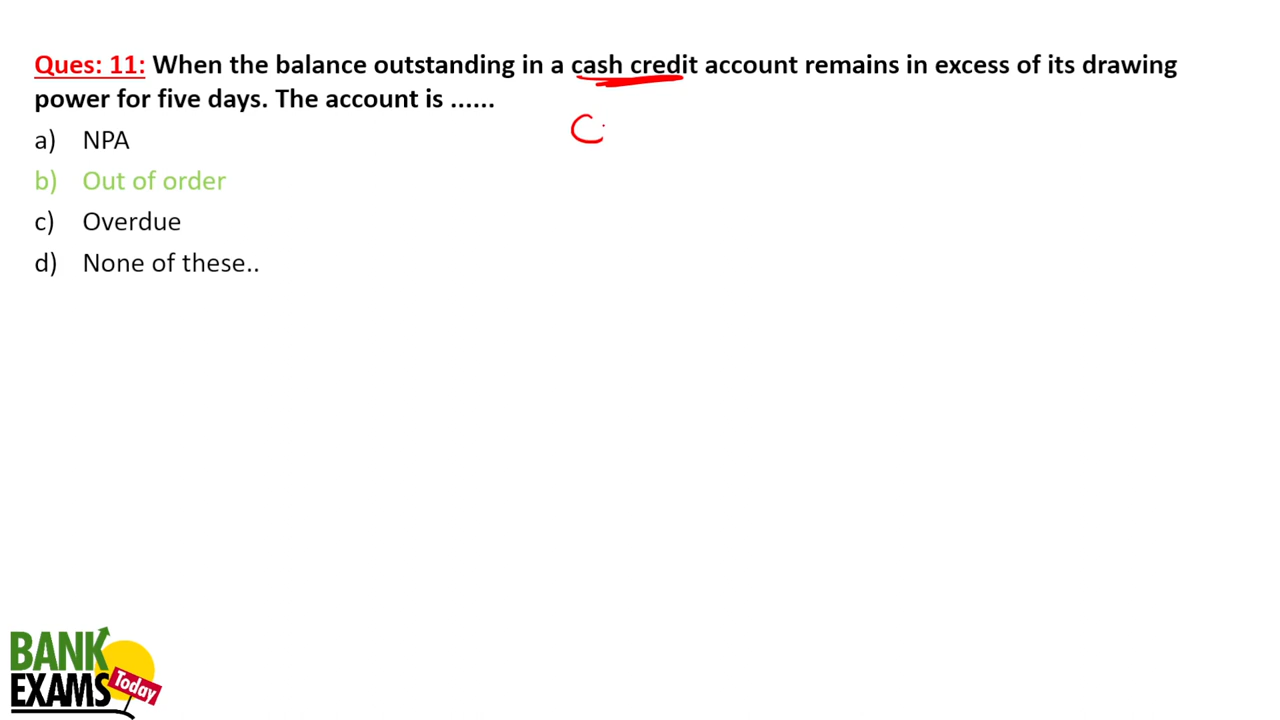 Ques: 11: When the balance outstanding in a cash credit account remains in excess of its drawing
power for five days. The account is ......
C
a) NPA
b) Out of order
c) Overdue
d) None of these..
BANK
EXAMS
Today